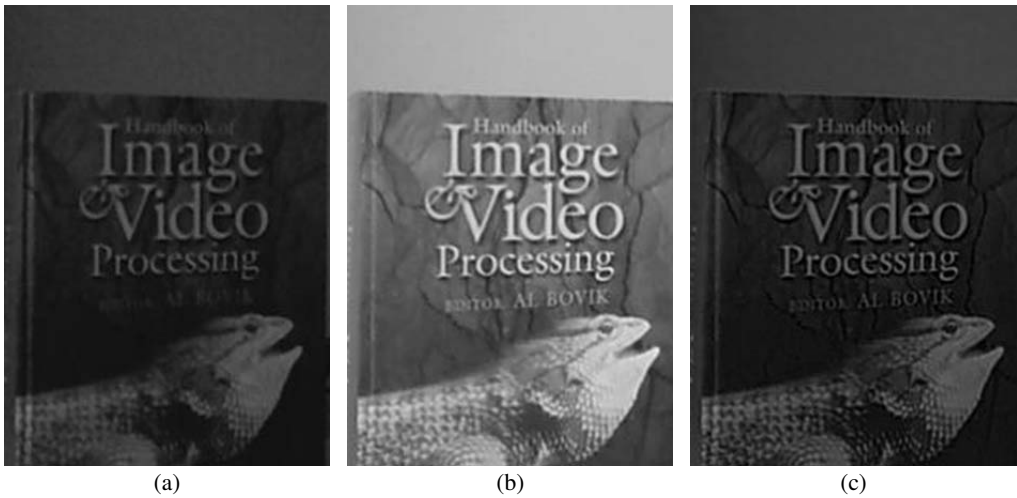 Handbook of
Image
& Video
Processing
EDITOR AL BOVIK
(a)
Handbook of
Image
& Video
Processing
EDITOR AL BOVIK
(b)
Handbook of
Image
& Video
Processing
EDITOR AL BOVIK
(c)